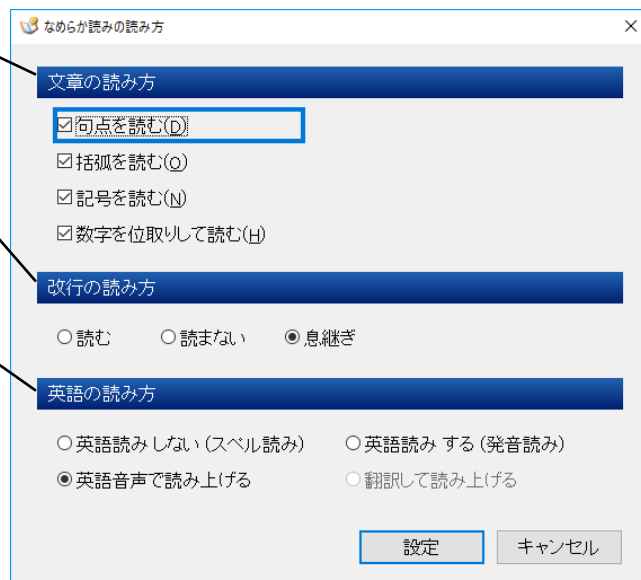 なめらか読みの読み方
文章の読み方
句点を読む(D)
括弧を読む(O)
記号を読む(N)
数字を位取りして読む(H)
改行の読み方
読む 読まない 息継ぎ
英語の読み方
英語読み しない (スペル読み) 英語読み する (発音読み)
英語音声で読み上げる 翻訳して読み上げる
設定 キャンセル